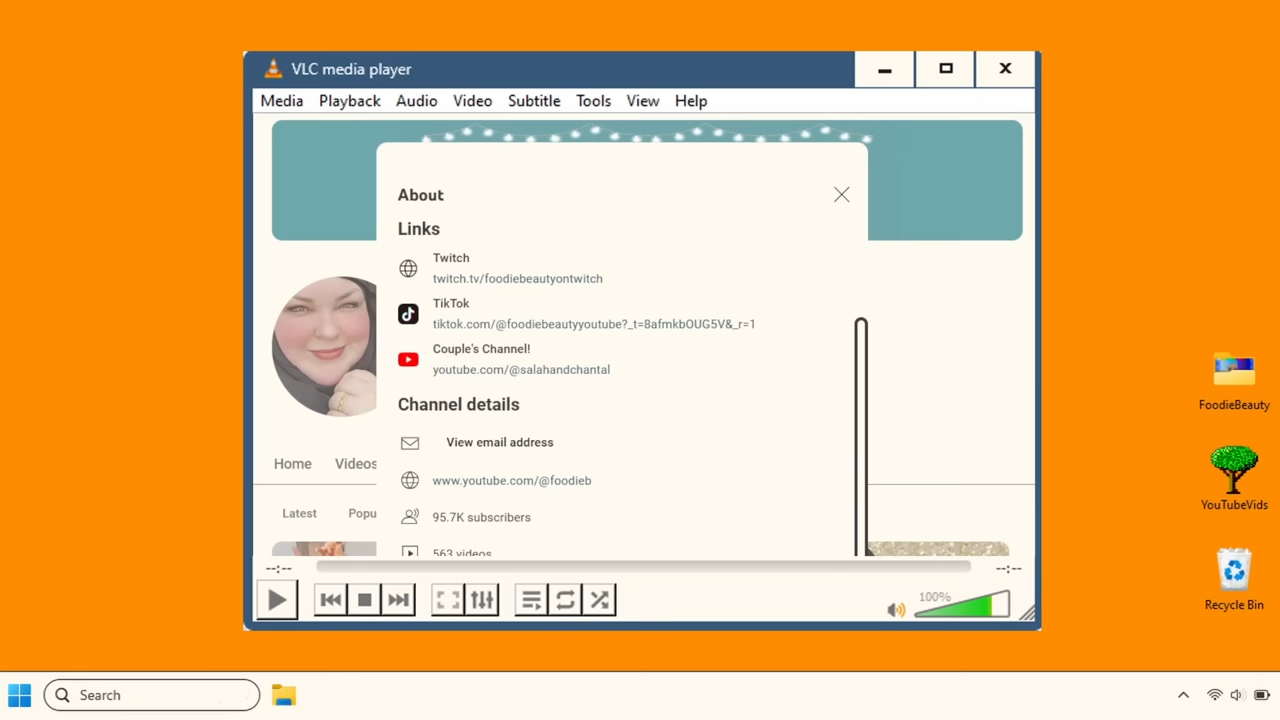 VLC media player
Media Playback Audio Video Subtitle Tools View Help
About
Links
Twitch
twitch.tv/foodiebeautyontwitch
TikTok
tiktok.com/@foodiebeautyyoutube?_t=8afmkbOUG5V&_r=1
Couple's Channel!
youtube.com/@salahandchantal
Channel details
View email address
Home Videos
www.youtube.com/@foodieb
Latest Popu
95.7K subscribers
563 videos
--:-- --:--
100%
FoodieBeauty
YouTubeVids
Recycle Bin
Search